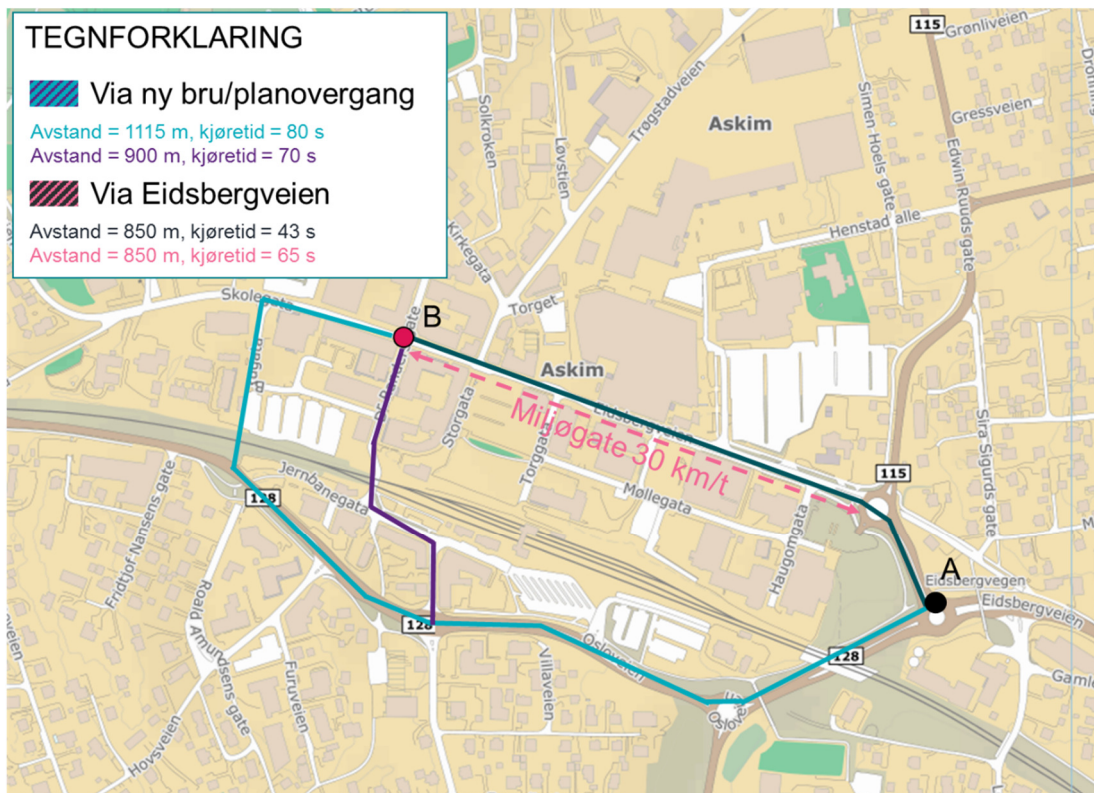 TEGNFORKLARING
Via ny bru/planovergang
Avstand = 1115 m, kjøretid = 80 s
Avstand = 900 m, kjøretid = 70 s
Via Eidsbergveien
Avstand = 850 m, kjøretid = 43 s
Avstand = 850 m, kjøretid = 65 s
115
Grønliveien
Gressveien
Solkroken
Løvstien
Trøgstadveien
Askim
Simen Hoels gate
Edwin Ruuds gate
Henstad alle
Kirkegata
Torget
Skolegata
B
Askim
Eidsbergveien
Miljøgate 30 km/t
Storgata
Torggata
Møllegata
Haugomgata
115
Sira Sigurds gate
Jernbanegata
128
Fridtjof Nansens gate
Roald Amundsens gate
A
Eidsbergvegen
Eidsbergveien
128
Osloveien
128
Villaveien
Furuveien
Hovsveien